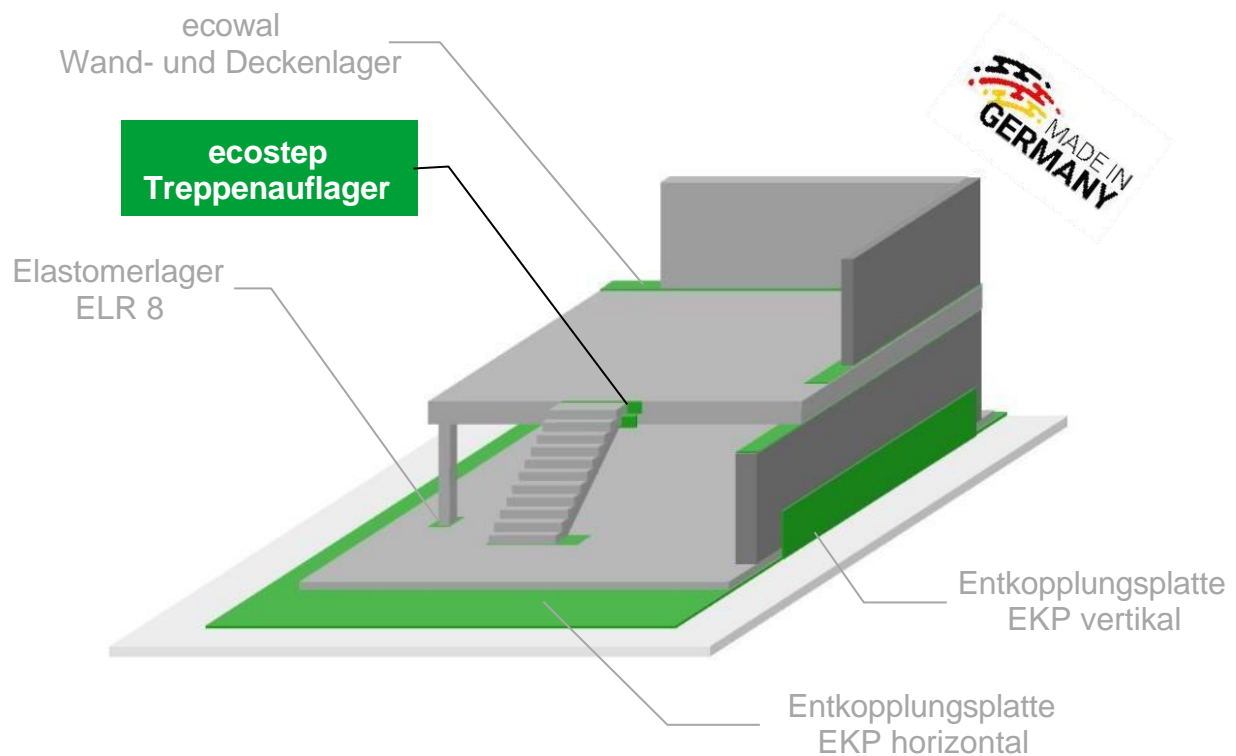 ecowal
Wand- und Deckenlager
MADE IN
GERMANY
ecostep
Treppenauflager
Elastomerlager
ELR 8
Entkopplungsplatte
EKP vertikal
Entkopplungsplatte
EKP horizontal